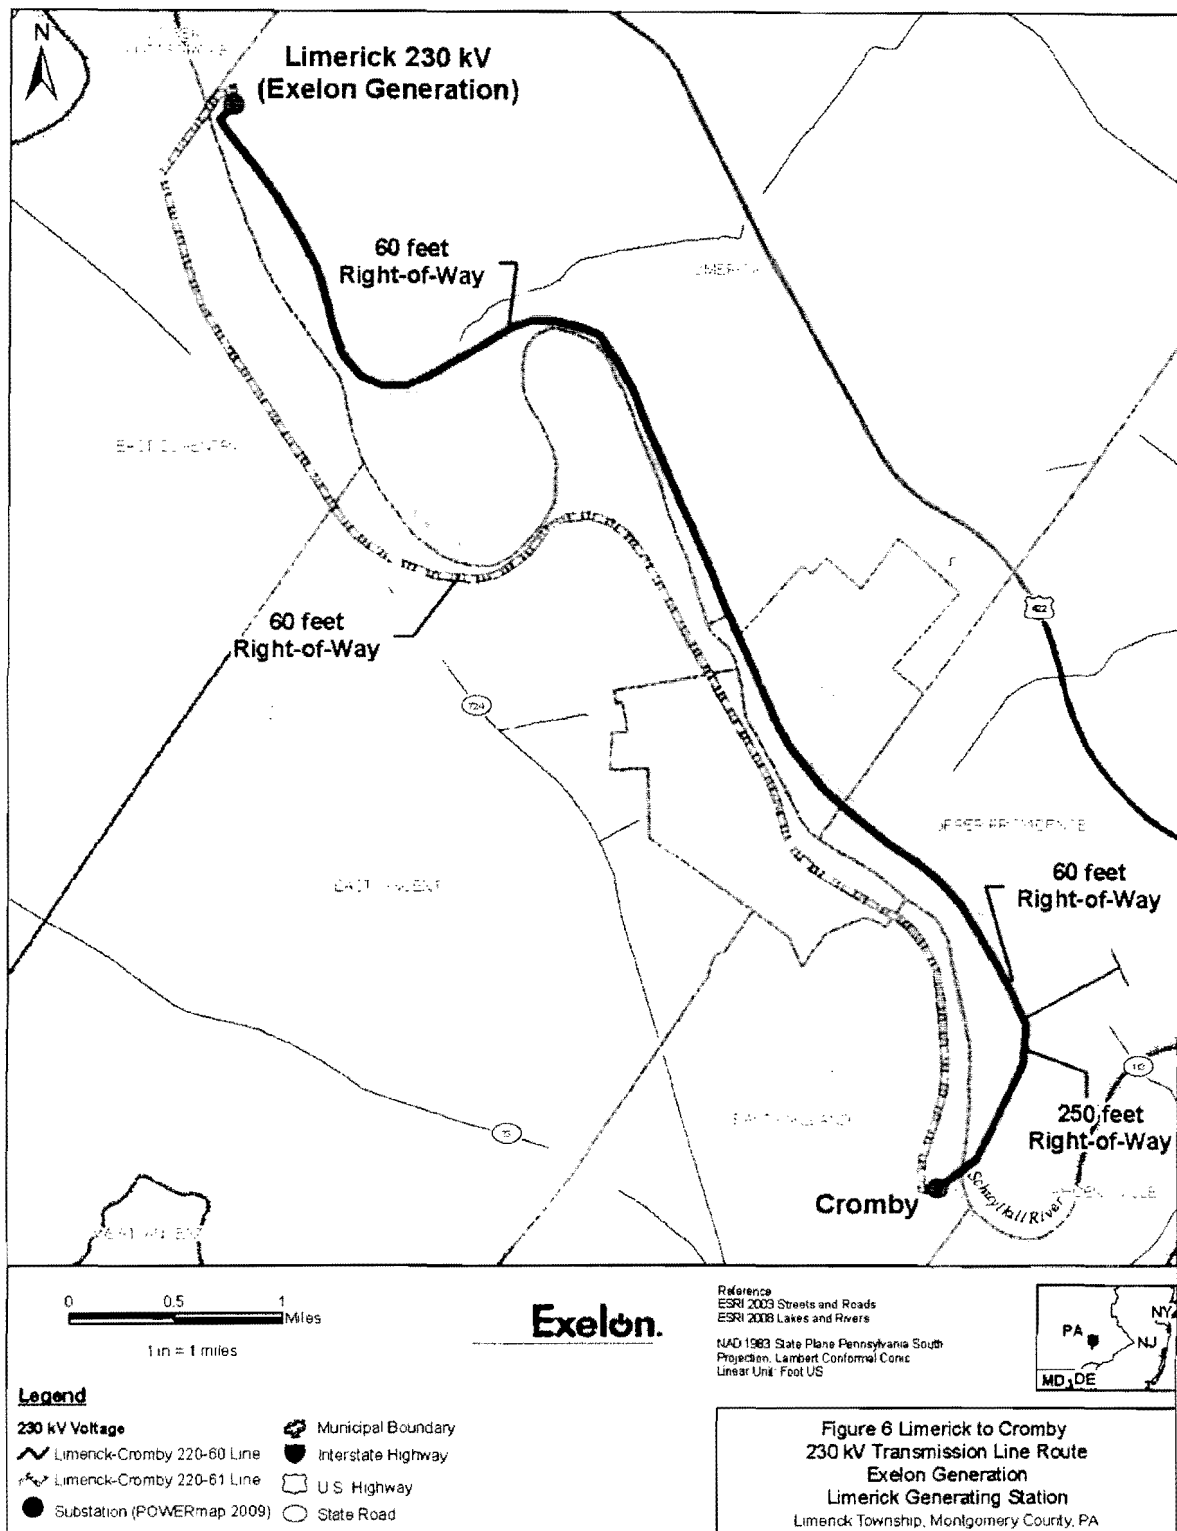 N
Limerick 230 kV
(Exelon Generation)
60 feet
Right-of-Way
60 feet
Right-of-Way
422
724
EAST VINCENT
UPPER PROVIDENCE
60 feet
Right-of-Way
250 feet
Right-of-Way
Cromby
Schuylkill River
0 0.5 1
Miles
1 in = 1 miles
Exelon.
Reference
ESRI 2003 Streets and Roads
ESRI 2008 Lakes and Rivers
NAD 1983 State Plane Pennsylvania South
Projection: Lambert Conformal Conic
Linear Unit: Foot US
PA
NY
NJ
MD
DE
Legend
230 kV Voltage
Limerick-Cromby 220-60 Line
Limerick-Cromby 220-61 Line
Substation (POWERmap 2009)
Municipal Boundary
Interstate Highway
U.S. Highway
State Road
Figure 6 Limerick to Cromby
230 kV Transmission Line Route
Exelon Generation
Limerick Generating Station
Limerick Township, Montgomery County, PA